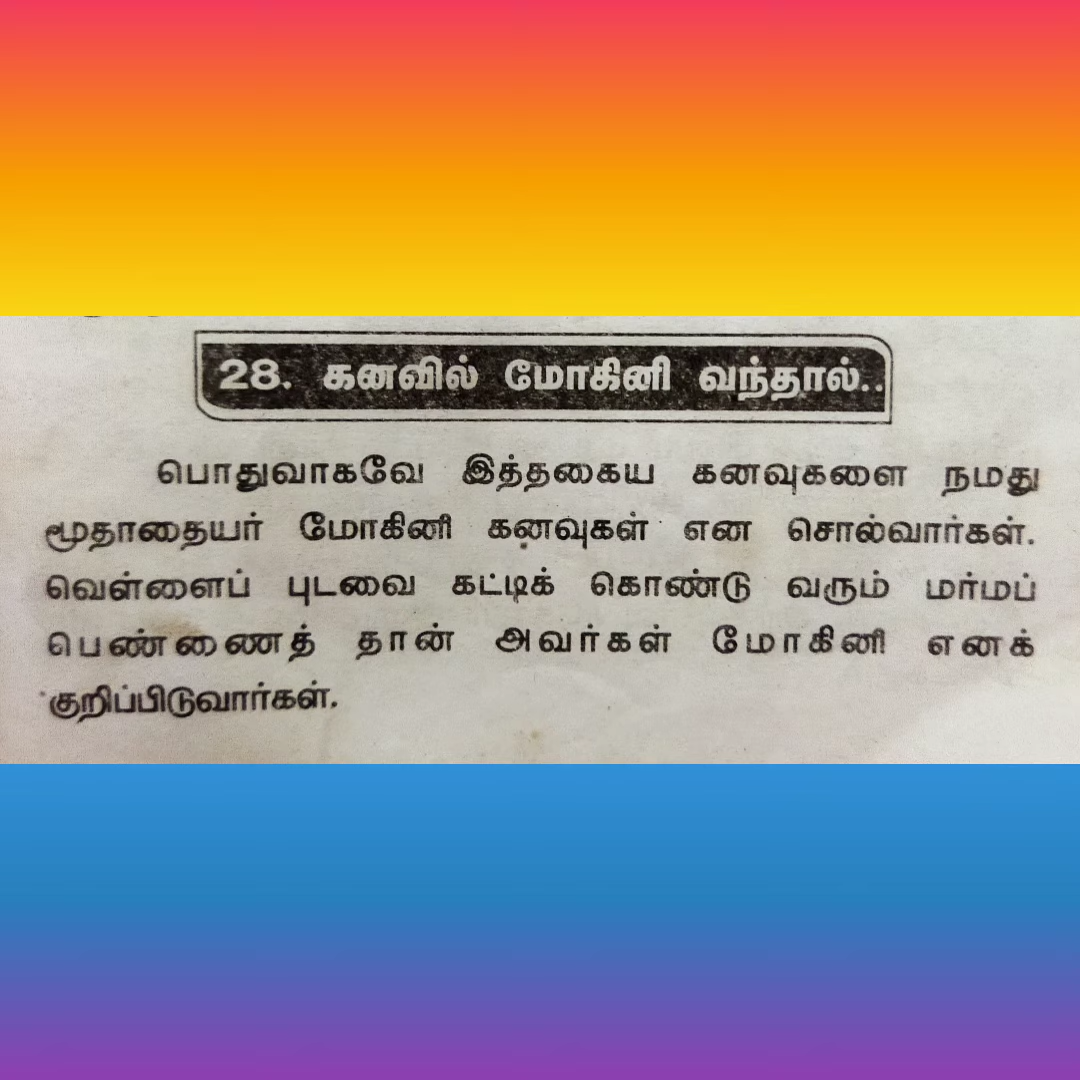 28. கனவில் மோகினி வந்தால்..
பொதுவாகவே இத்தகைய கனவுகளை நமது
மூதாதையர் மோகினி கனவுகள் என சொல்வார்கள்.
வெள்ளைப் புடவை கட்டிக் கொண்டு வரும் மர்மப்
பெண்ணைத் தான் அவர்கள் மோகினி எனக்
குறிப்பிடுவார்கள்.